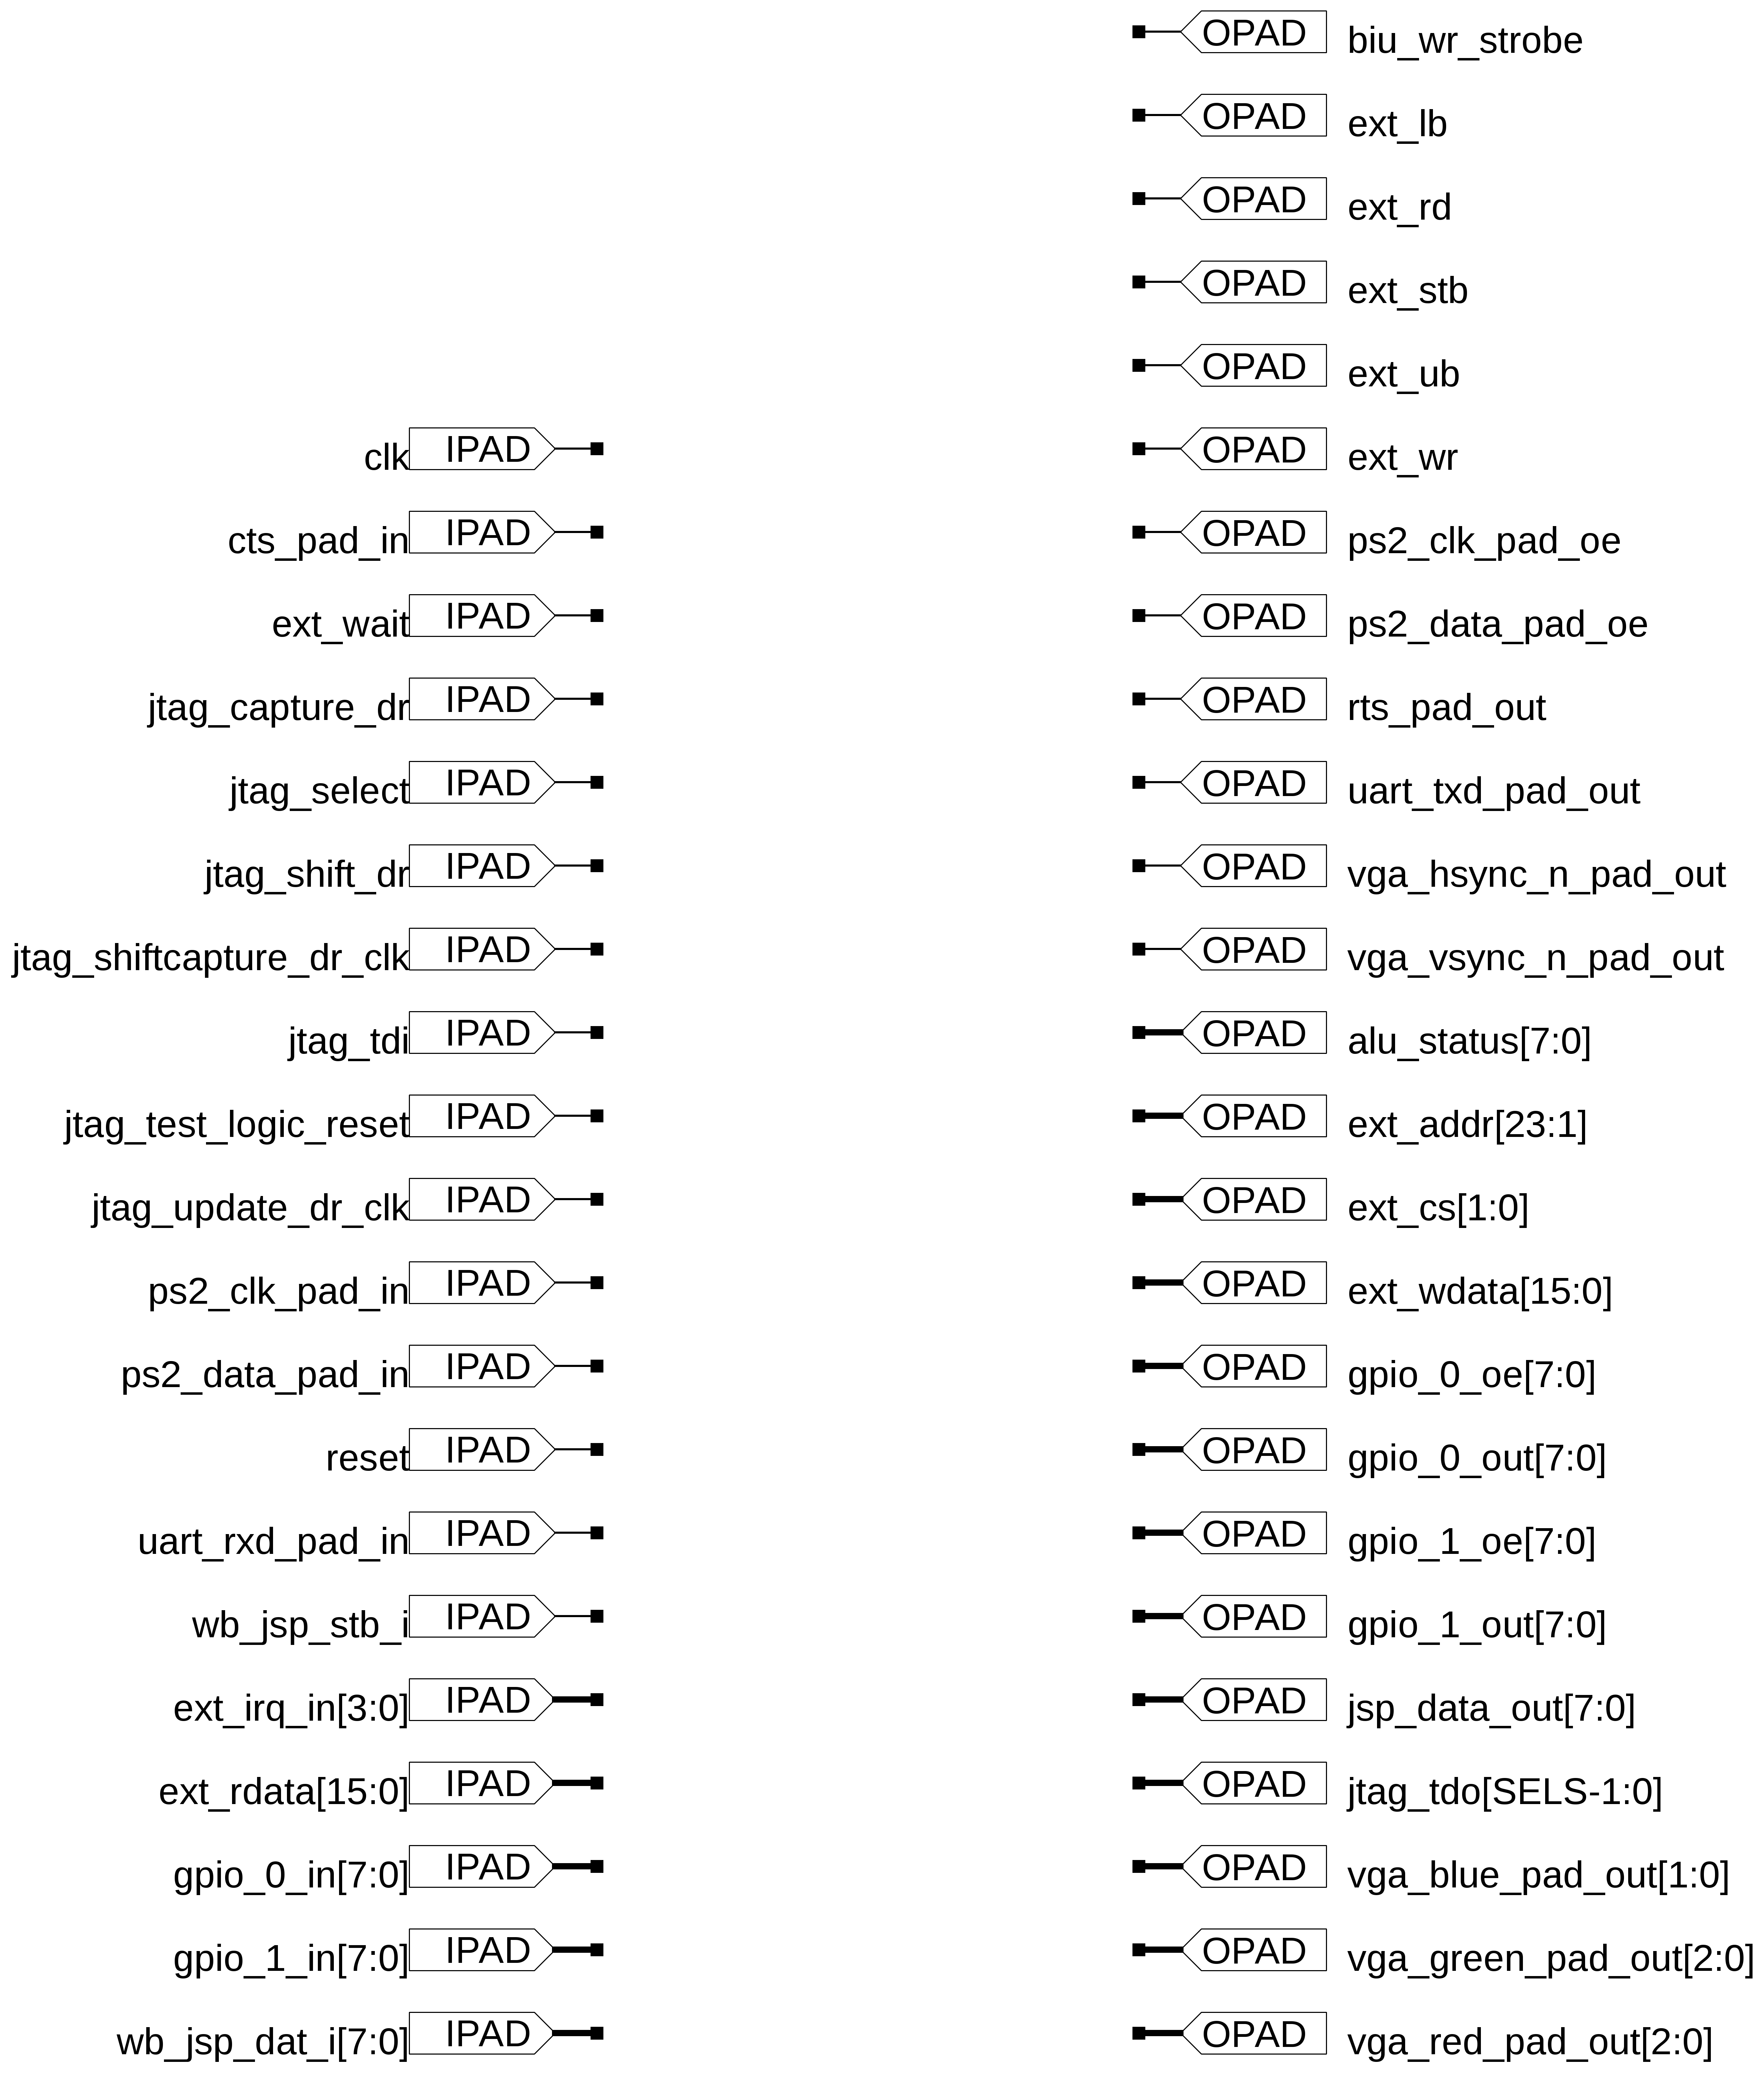 OPAD biu_wr_strobe
OPAD ext_lb
OPAD ext_rd
OPAD ext_stb
OPAD ext_ub
clk IPAD OPAD ext_wr
cts_pad_in IPAD OPAD ps2_clk_pad_oe
ext_wait IPAD OPAD ps2_data_pad_oe
jtag_capture_dr IPAD OPAD rts_pad_out
jtag_select IPAD OPAD uart_txd_pad_out
jtag_shift_dr IPAD OPAD vga_hsync_n_pad_out
jtag_shiftcapture_dr_clk IPAD OPAD vga_vsync_n_pad_out
jtag_tdi IPAD OPAD alu_status[7:0]
jtag_test_logic_reset IPAD OPAD ext_addr[23:1]
jtag_update_dr_clk IPAD OPAD ext_cs[1:0]
ps2_clk_pad_in IPAD OPAD ext_wdata[15:0]
ps2_data_pad_in IPAD OPAD gpio_0_oe[7:0]
reset IPAD OPAD gpio_0_out[7:0]
uart_rxd_pad_in IPAD OPAD gpio_1_oe[7:0]
wb_jsp_stb_i IPAD OPAD gpio_1_out[7:0]
ext_irq_in[3:0] IPAD OPAD jsp_data_out[7:0]
ext_rdata[15:0] IPAD OPAD jtag_tdo[SELS-1:0]
gpio_0_in[7:0] IPAD OPAD vga_blue_pad_out[1:0]
gpio_1_in[7:0] IPAD OPAD vga_green_pad_out[2:0]
wb_jsp_dat_i[7:0] IPAD OPAD vga_red_pad_out[2:0]